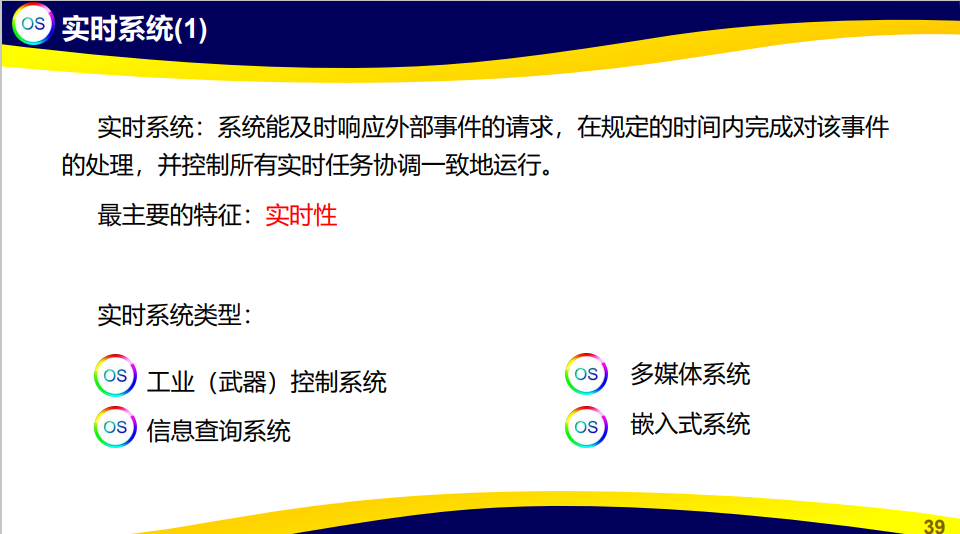 OS 实时系统(1)
实时系统：系统能及时响应外部事件的请求，在规定的时间内完成对该事件
的处理，并控制所有实时任务协调一致地运行。
最主要的特征：实时性
实时系统类型：
OS 工业（武器）控制系统
OS 多媒体系统
OS 信息查询系统
OS 嵌入式系统
39